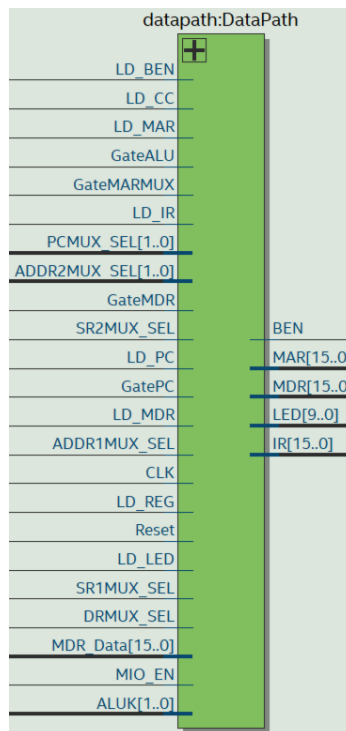 datapath:DataPath
LD_BEN
LD_CC
LD_MAR
GateALU
GateMARMUX
LD_IR
PCMUX_SEL[1..0]
ADDR2MUX_SEL[1..0]
GateMDR
SR2MUX_SEL
LD_PC
GatePC
LD_MDR
ADDR1MUX_SEL
CLK
LD_REG
Reset
LD_LED
SR1MUX_SEL
DRMUX_SEL
MDR_Data[15..0]
MIO_EN
ALUK[1..0]
BEN
MAR[15..0
MDR[15..0
LED[9..0]
IR[15..0]